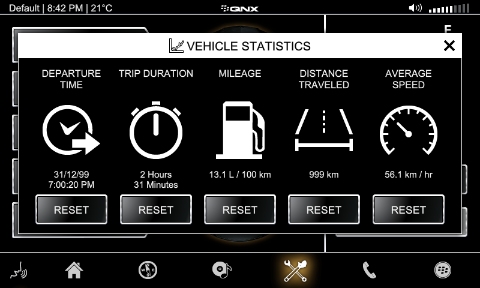 Default | 8:42 PM | 21°C
QNX
E
VEHICLE STATISTICS
DEPARTURE
TIME
TRIP DURATION
MILEAGE
DISTANCE
TRAVELED
AVERAGE
SPEED
31/12/99
7:00:20 PM
2 Hours
31 Minutes
13.1 L / 100 km
999 km
56.1 km / hr
RESET
RESET
RESET
RESET
RESET